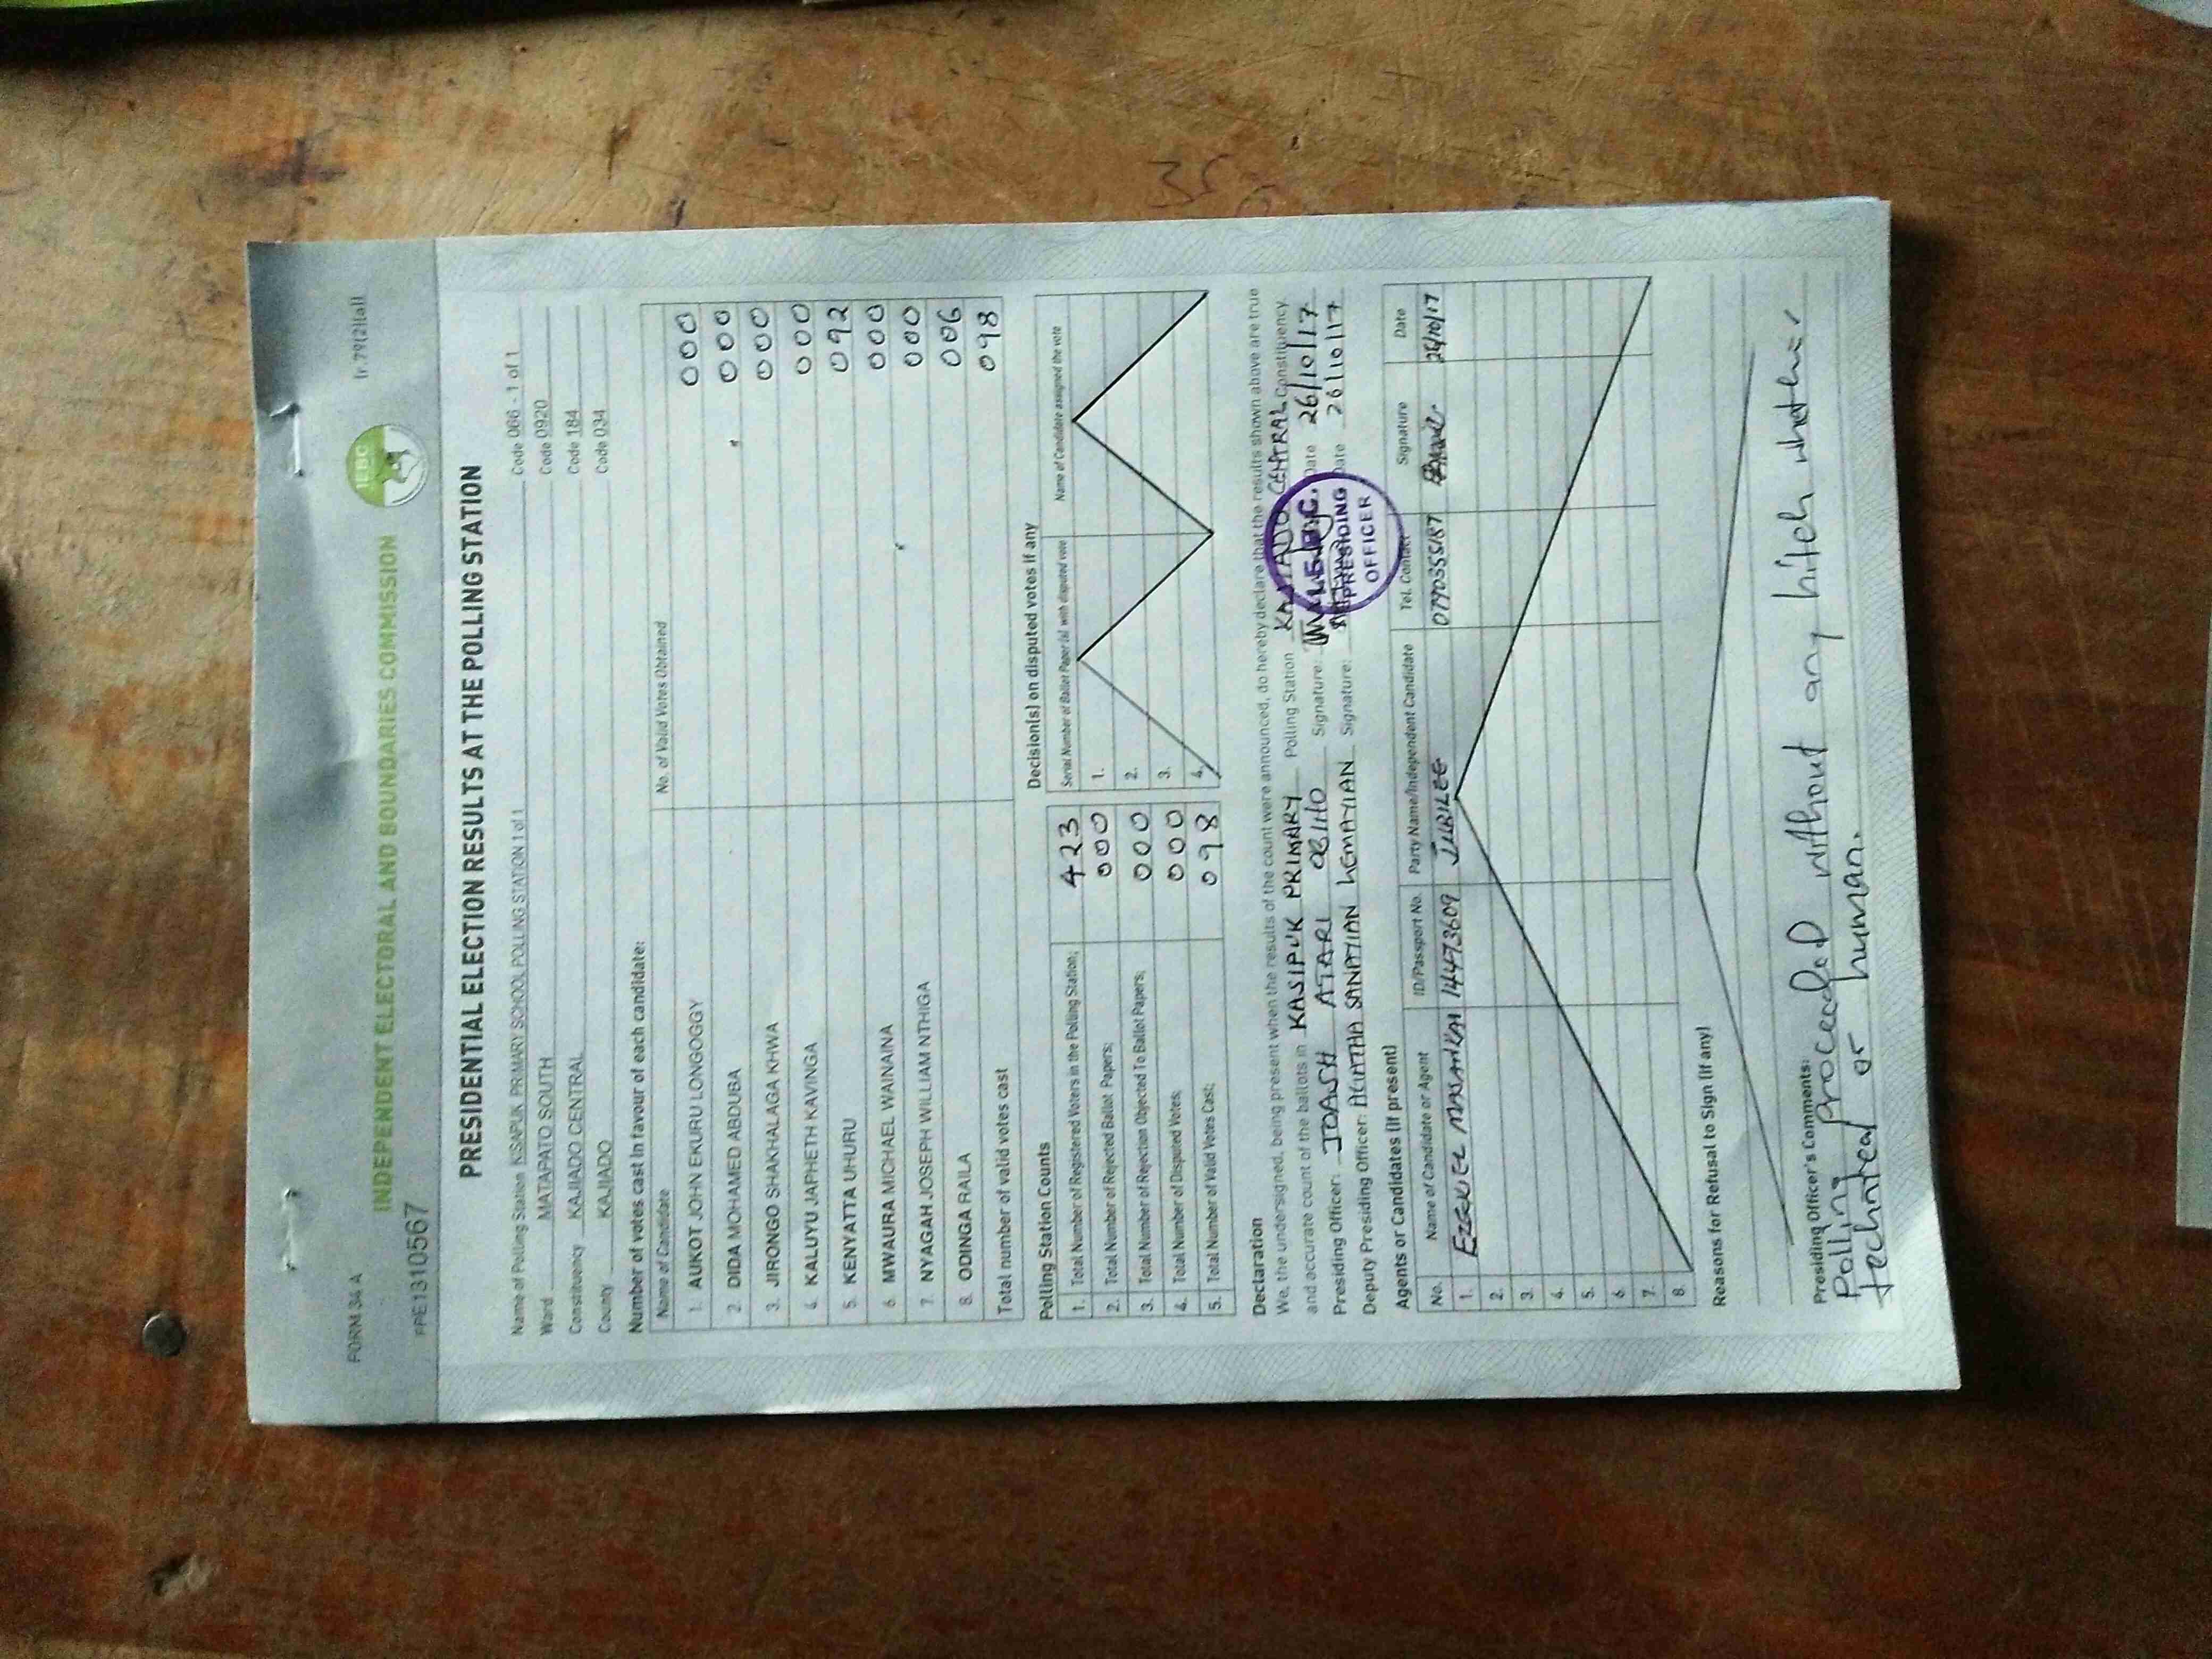 FORM 34 A
(r.79(2)(a))
IEBC
INDEPENDENT ELECTORAL AND BOUNDARIES COMMISSION
PRESIDENTIAL ELECTION RESULTS AT THE POLLING STATION
Name of Polling Station KSAPUK PRIMARY SCHOOL POLLING STATION 1 of 1 Code 066 - 1 of 1
Ward MATAPATO SOUTH Code 0920
Constituency KAJIADO CENTRAL Code 184
County KAJIADO Code 034
Number of votes cast in favour of each candidate:
Name of Candidate No. of Valid Votes Obtained
1. AUKOT JOHN EKURU LONGOGGY 000
2. DIDA MOHAMED ABDUBA 000
3. JIRONGO SHAKHALAGA KHWA 000
4. KALUYU JAPHETH KAVINGA 000
5. KENYATTA UHURU 092
6. MWAURA MICHAEL WAINAINA 000
7. NYAGAH JOSEPH WILLIAM NTHIGA 000
8. ODINGA RAILA 006
Total number of valid votes cast 098
Polling Station Counts
1. Total Number of Registered Voters in the Polling Station; 423
2. Total Number of Rejected Ballot Papers; 000
3. Total Number of Rejection Objected To Ballot Papers; 000
4. Total Number of Disputed Votes; 000
5. Total Number of Valid Votes Cast; 098
Decision(s) on disputed votes if any
Serial Number of Ballot Paper (s) with disputed vote Name of Candidate assigned the vote
1.
2.
3.
4.
Declaration
We, the undersigned, being present when the results of the count were announced, do hereby declare that the results shown above are true
and accurate count of the ballots in KASIPUK PRIMARY Polling Station KAJIADO CENTRAL Constituency
Presiding Officer: JOASH ATARI OBIHO Signature: Date 26/10/17
Deputy Presiding Officer: AGATHA SANATIAN LEMAYIAN Signature: Date 26/10/17
PRESIDING
OFFICER
Agents or Candidates (if present)
No. Name of Candidate or Agent ID/Passport No. Party Name/Independent Candidate Tel. Contact Signature Date
1. EZEKIEL 14473609 JUBILEE 0790355187 26/10/17
2.
3.
4.
5.
6.
7.
8.
Reasons for Refusal to Sign (if any)
Presiding Officer's Comments:
Polling proceeded without any hitch whether
technical or human.
35